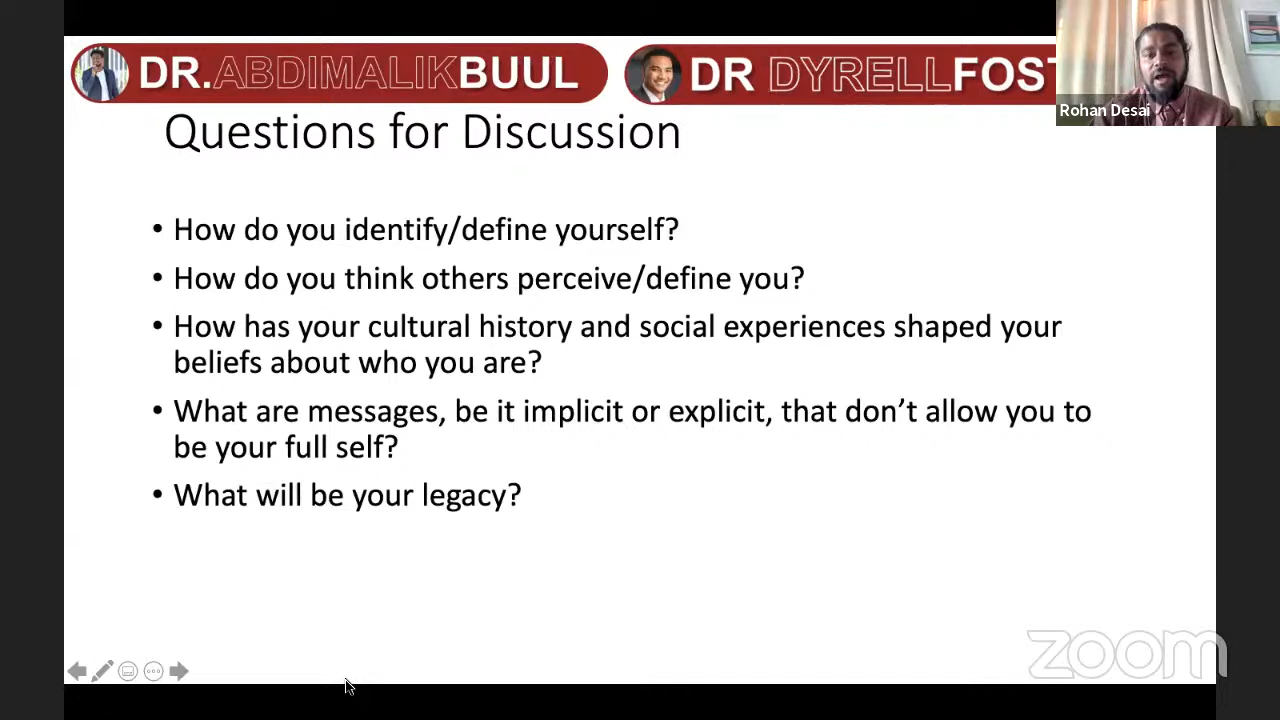 DR.ABDIMALIKBUUL
DR DYRELLFOST
Rohan Desai
Questions for Discussion
• How do you identify/define yourself?
• How do you think others perceive/define you?
• How has your cultural history and social experiences shaped your
beliefs about who you are?
• What are messages, be it implicit or explicit, that don’t allow you to
be your full self?
• What will be your legacy?
zoom